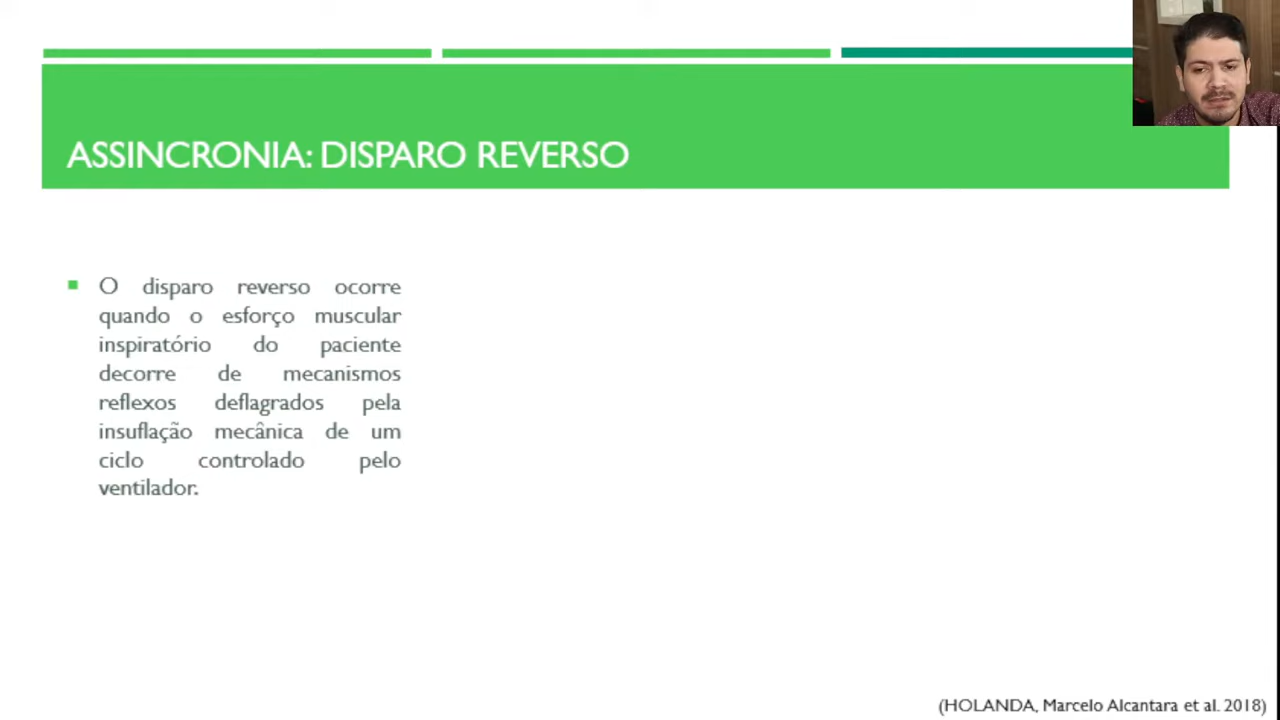 ASSINCRONIA: DISPARO REVERSO
O disparo reverso ocorre
quando o esforço muscular
inspiratório do paciente
decorre de mecanismos
reflexos deflagrados pela
insuflação mecânica de um
ciclo controlado pelo
ventilador.
(HOLANDA, Marcelo Alcantara et al. 2018)